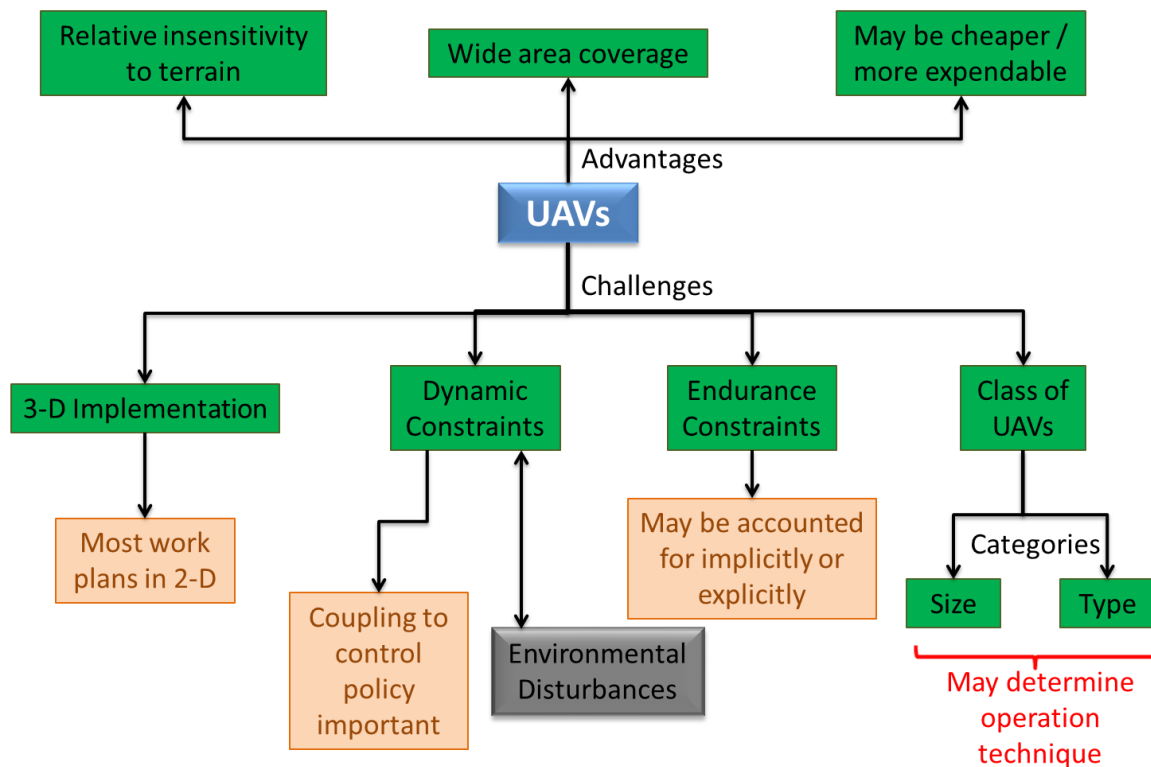 Relative insensitivity
to terrain
Wide area coverage
May be cheaper /
more expendable
Advantages
UAVs
Challenges
3-D Implementation
Dynamic
Constraints
Endurance
Constraints
Class of
UAVs
Most work
plans in 2-D
Coupling to
control
policy
important
Environmental
Disturbances
May be accounted
for implicitly or
explicitly
Categories
Size
Type
May determine
operation
technique